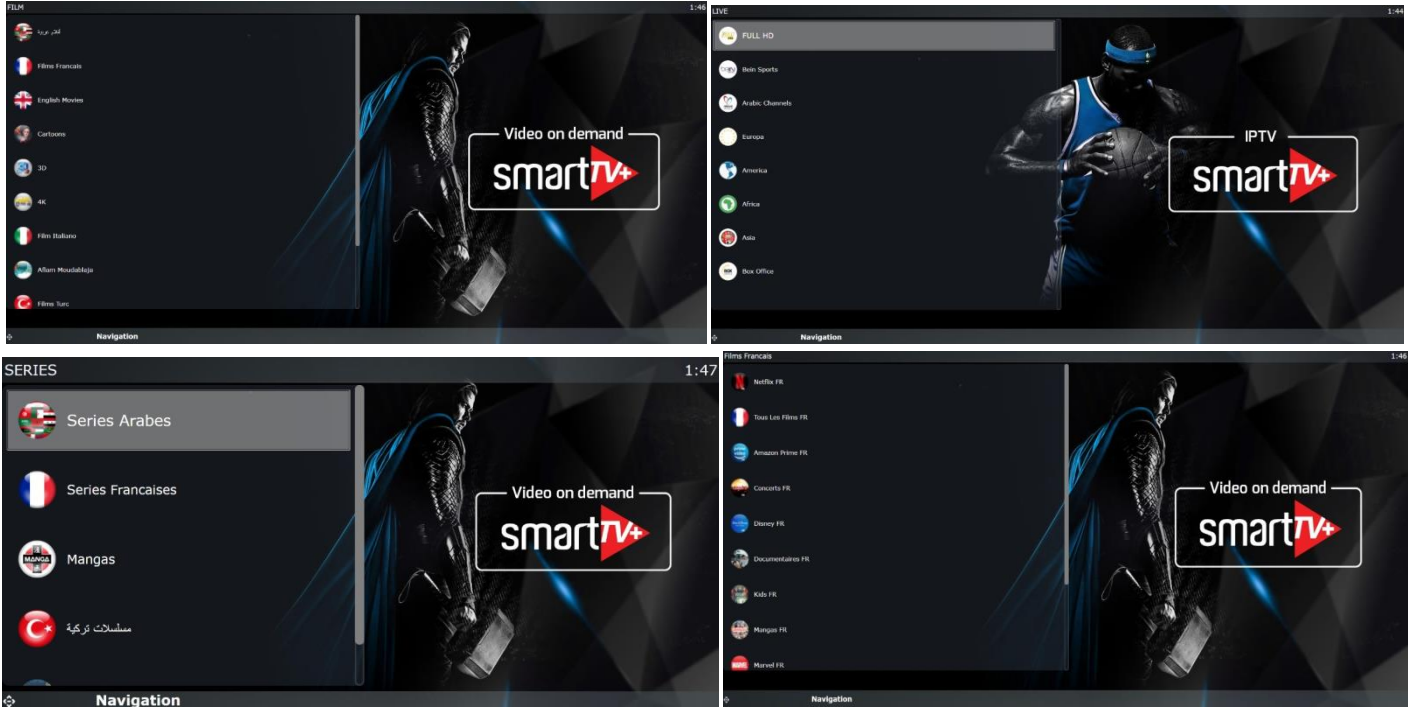 FILM
1:46
أفلام عربية
Films Francais
English Movies
Cartoons
3D
4K
Film Italiano
Aflam Moudablaja
Films Turc
Video on demand
smartTV+
Navigation
LIVE
1:44
FULL HD
Bein Sports
Arabic Channels
Europa
America
Africa
Asia
Box Office
IPTV
smartTV+
Navigation
SERIES
1:47
Series Arabes
Series Francaises
MANGA
Mangas
مسلسلات تركية
Video on demand
smartTV+
Navigation
Films Francais
1:46
Netflix FR
Tous Les Films FR
Amazon Prime FR
Concerts FR
Disney FR
Documentaires FR
Kids FR
Mangas FR
Marvel FR
Video on demand
smartTV+
Navigation